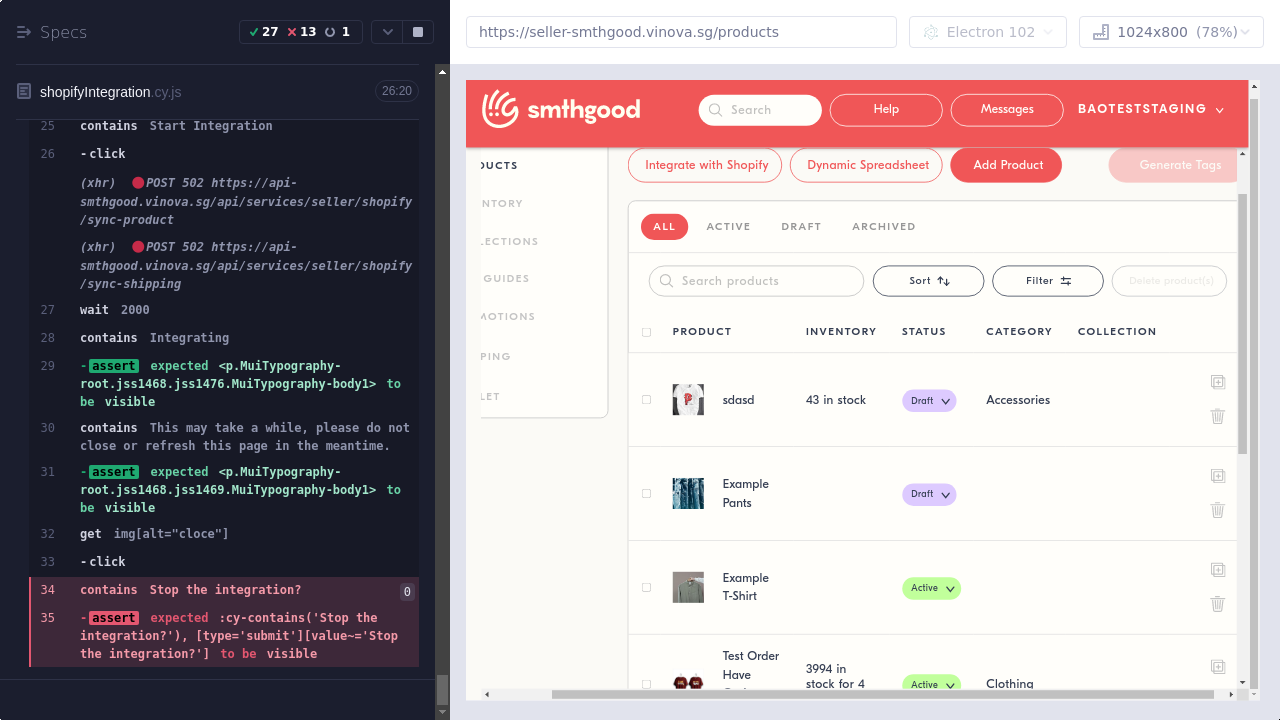 Specs
27 13 1
https://seller-smthgood.vinova.sg/products
Electron 102
1024x800 (78%)
shopifyIntegration.cy.js
26:20
25 contains Start Integration
26 -click
(xhr) POST 502 https://api-
smthgood.vinova.sg/api/services/seller/shopify
/sync-product
(xhr) POST 502 https://api-
smthgood.vinova.sg/api/services/seller/shopify
/sync-shipping
27 wait 2000
28 contains Integrating
29 -assert expected <p.MuiTypography-
root.jss1468.jss1476.MuiTypography-body1> to
be visible
30 contains This may take a while, please do not
close or refresh this page in the meantime.
31 -assert expected <p.MuiTypography-
root.jss1468.jss1469.MuiTypography-body1> to
be visible
32 get img[alt="cloce"]
33 -click
34 contains Stop the integration? 0
35 -assert expected :cy-contains('Stop the
integration?'), [type='submit'][value~='Stop
the integration?'] to be visible
smthgood
Search
Help
Messages
BAOTESTSTAGING
DUCTS
NTORY
LECTIONS
GUIDES
MOTIONS
PING
LET
Integrate with Shopify
Dynamic Spreadsheet
Add Product
Generate Tags
ALL ACTIVE DRAFT ARCHIVED
Search products
Sort
Filter
Delete product(s)
PRODUCT INVENTORY STATUS CATEGORY COLLECTION
sdasd 43 in stock Draft Accessories
Example
Pants
Draft
Example
T-Shirt
Active
Test Order
Have
3994 in
stock for 4
Active
Clothing